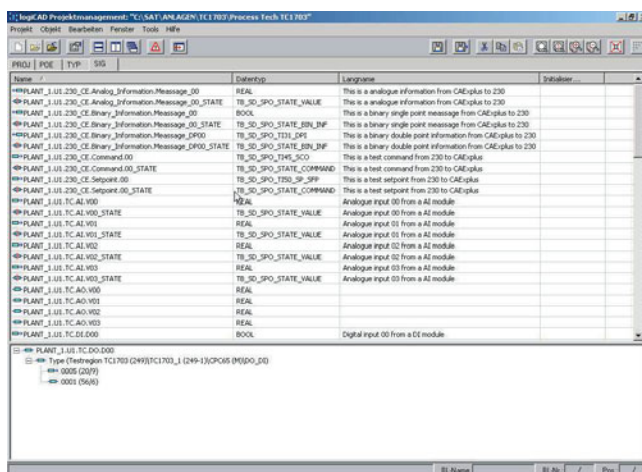 logiCAD Projektmanagement: "C:\SAT\ANLAGEN\TC1703\Process Tech TC1703"
Projekt Objekt Bearbeiten Fenster Tools Hilfe
PROJ POE TYP SIG
Name Datentyp Langname Initialisier...
PLANT_1.U1.230_CE.Analog_Information.Meassage_00 REAL This is a analogue information from CAExplus to 230
PLANT_1.U1.230_CE.Analog_Information.Meassage_00_STATE TB_SD_SPO_STATE_VALUE This is a analogue information from CAExplus to 230
PLANT_1.U1.230_CE.Binary_Information.Meassage_00 BOOL This is a binary single point meassage from CAExplus to 230
PLANT_1.U1.230_CE.Binary_Information.Meassage_00_STATE TB_SD_SPO_STATE_BIN_INF This is a binary single point meassage from CAExplus to 230
PLANT_1.U1.230_CE.Binary_Information.Meassage_DP00 TB_SD_SPO_TI31_DPI This is a binary double point information from CAExplus to 230
PLANT_1.U1.230_CE.Binary_Information.Meassage_DP00_STATE TB_SD_SPO_STATE_BIN_INF This is a binary double point information from CAExplus to 230
PLANT_1.U1.230_CE.Command.00 TB_SD_SPO_TI45_SCO This is a test command from 230 to CAExplus
PLANT_1.U1.230_CE.Command.00_STATE TB_SD_SPO_STATE_COMMAND This is a test command from 230 to CAExplus
PLANT_1.U1.230_CE.Setpoint.00 TB_SD_SPO_TI50_SP_SFP This is a test setpoint from 230 to CAExplus
PLANT_1.U1.230_CE.Setpoint.00_STATE TB_SD_SPO_STATE_COMMAND This is a test setpoint from 230 to CAExplus
PLANT_1.U1.TC.AI.V00 REAL Analogue input 00 from a AI module
PLANT_1.U1.TC.AI.V00_STATE TB_SD_SPO_STATE_VALUE Analogue input 00 from a AI module
PLANT_1.U1.TC.AI.V01 REAL Analogue input 01 from a AI module
PLANT_1.U1.TC.AI.V01_STATE TB_SD_SPO_STATE_VALUE Analogue input 01 from a AI module
PLANT_1.U1.TC.AI.V02 REAL Analogue input 02 from a AI module
PLANT_1.U1.TC.AI.V02_STATE TB_SD_SPO_STATE_VALUE Analogue input 02 from a AI module
PLANT_1.U1.TC.AI.V03 REAL Analogue input 03 from a AI module
PLANT_1.U1.TC.AI.V03_STATE TB_SD_SPO_STATE_VALUE Analogue input 03 from a AI module
PLANT_1.U1.TC.AO.V00 REAL
PLANT_1.U1.TC.AO.V01 REAL
PLANT_1.U1.TC.AO.V02 REAL
PLANT_1.U1.TC.AO.V03 REAL
PLANT_1.U1.TC.DI.D00 BOOL Digital input 00 from a DE module
PLANT_1.U1.TC.DO.D00
Type (Testregion TC1703 (249)\TC1703_1 (249-1)\CPC65 (M)\DO_DI)
0005 (20/9)
0001 (56/6)
BI-Name BI-Nr / Pro /